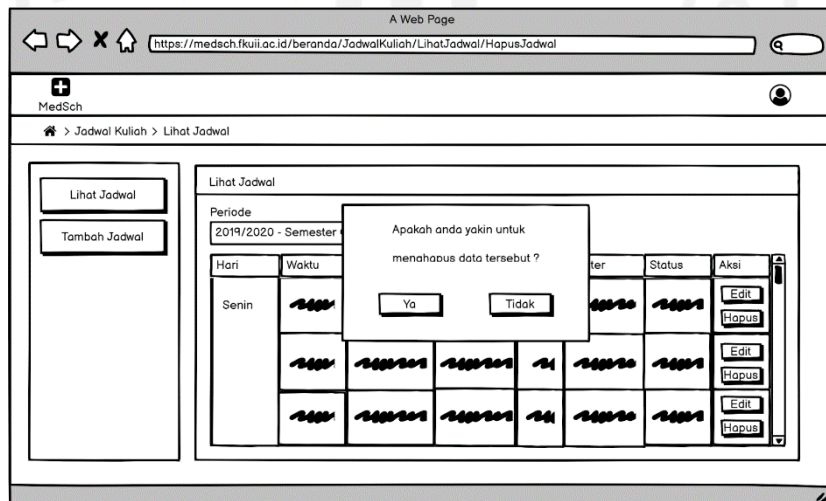 A Web Page
https://medsch.fkuii.ac.id/beranda/JadwalKuliah/LihatJadwal/HapusJadwal
MedSch
> Jadwal Kuliah > Lihat Jadwal
Lihat Jadwal
Tambah Jadwal
Lihat Jadwal
Periode
2019/2020 - Semester
Apakah anda yakin untuk
menghapus data tersebut ?
Ya Tidak
Hari Waktu ter Status Aksi
Senin
Edit
Hapus
Edit
Hapus
Edit
Hapus